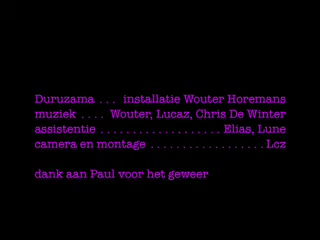 Duruzama . . . installatie Wouter Horemans
muziek . . . . Wouter, Lucaz, Chris De Winter
assistentie . . . . . . . . . . . . . . . . . . . Elias, Lune
camera en montage . . . . . . . . . . . . . . . . . . Lcz
dank aan Paul voor het geweer